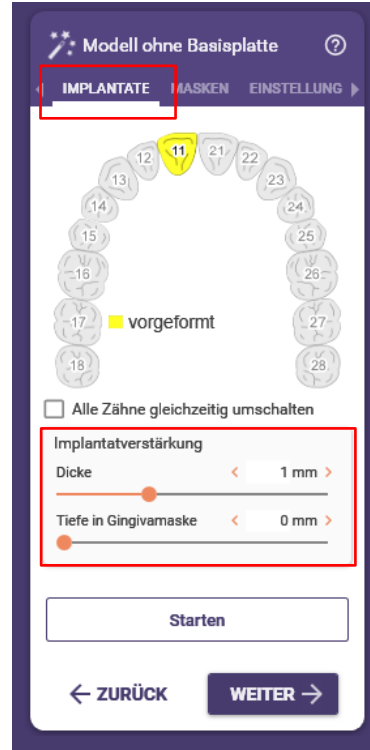 Modell ohne Basisplatte ?
IMPLANTATE MASKEN EINSTELLUNG
12 11 21 22
13 23
14 24
15 25
16 26
17 vorgeformt 27
18 28
Alle Zähne gleichzeitig umschalten
Implantatverstärkung
Dicke < 1 mm >
Tiefe in Gingivamaske < 0 mm >
Starten
← ZURÜCK WEITER →